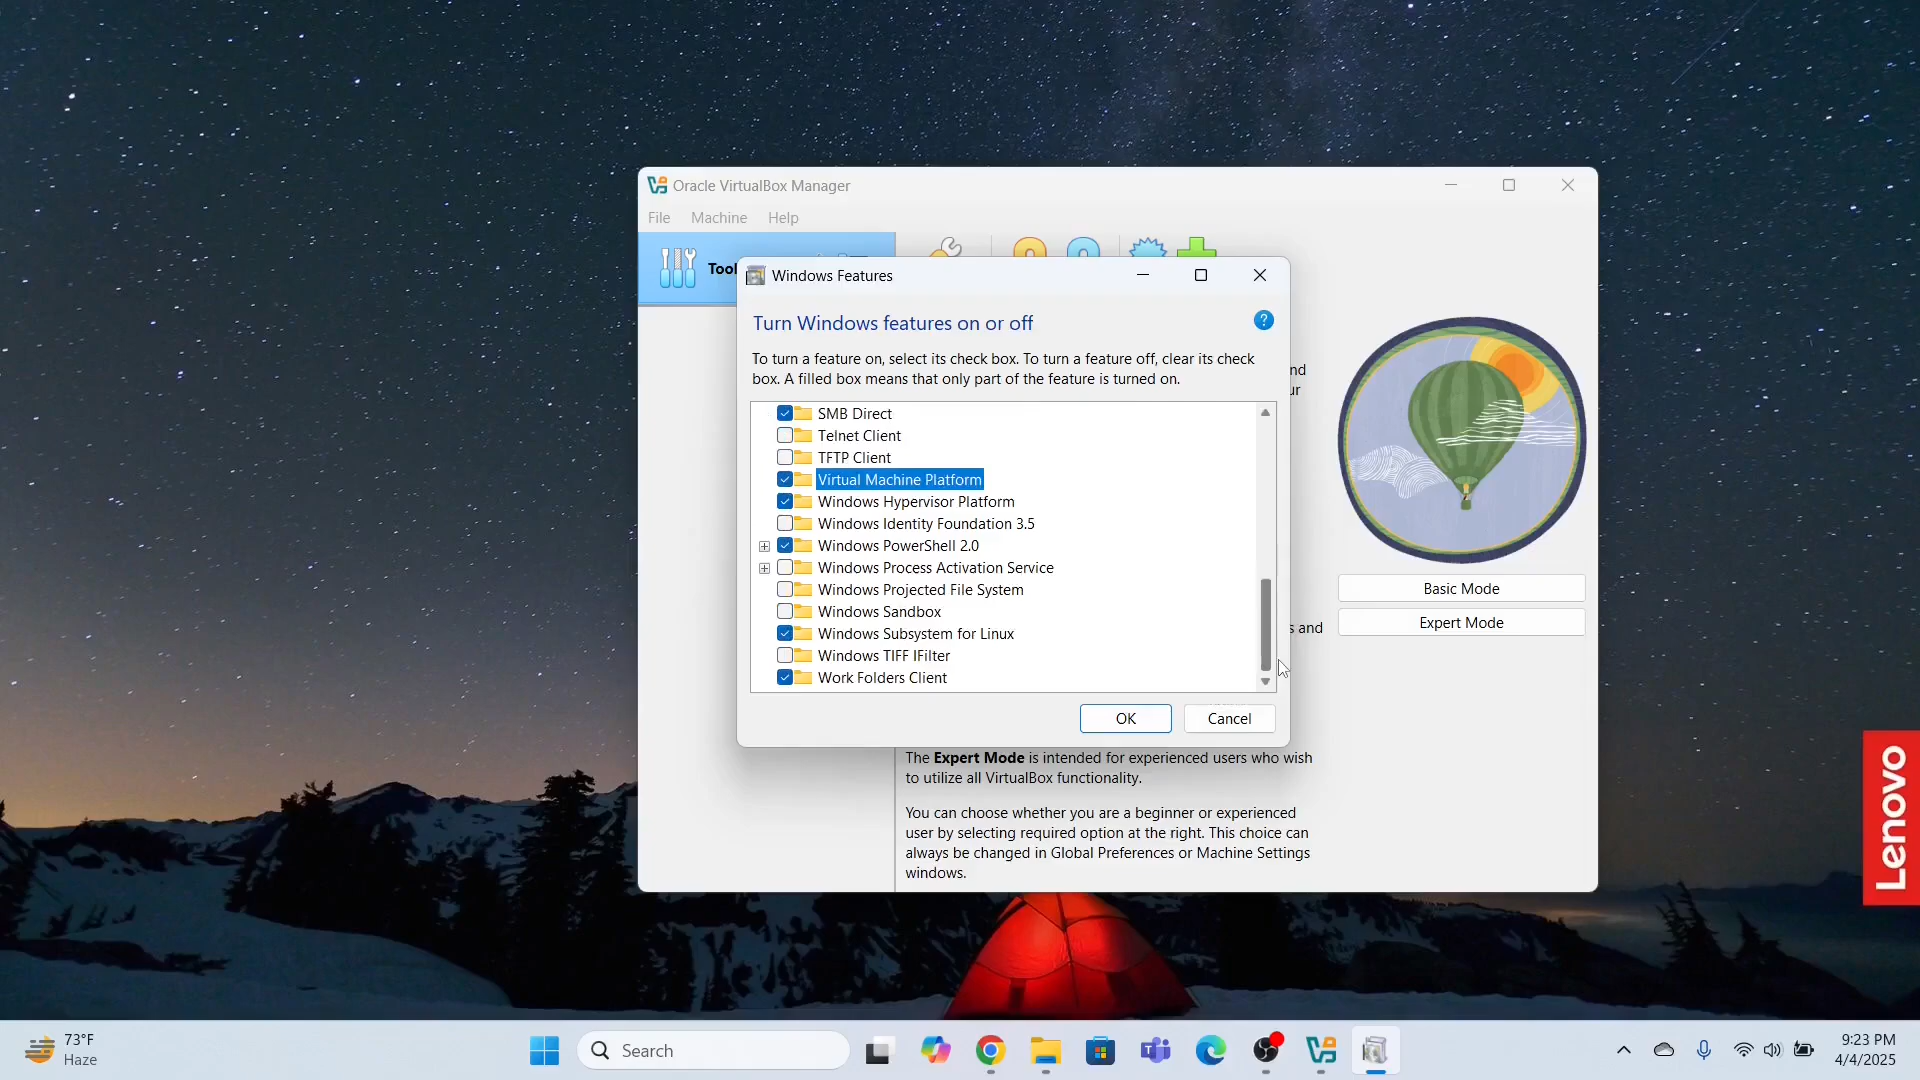 Oracle VirtualBox Manager
File Machine Help
Windows Features
Turn Windows features on or off
?
To turn a feature on, select its check box. To turn a feature off, clear its check
box. A filled box means that only part of the feature is turned on.
SMB Direct
Telnet Client
TFTP Client
Virtual Machine Platform
Windows Hypervisor Platform
Windows Identity Foundation 3.5
Windows PowerShell 2.0
Windows Process Activation Service
Windows Projected File System
Windows Sandbox
Windows Subsystem for Linux
Windows TIFF IFilter
Work Folders Client
OK Cancel
s and
Basic Mode
Expert Mode
The Expert Mode is intended for experienced users who wish
to utilize all VirtualBox functionality.
You can choose whether you are a beginner or experienced
user by selecting required option at the right. This choice can
always be changed in Global Preferences or Machine Settings
windows.
Lenovo
73°F
Haze
Search
9:23 PM
4/4/2025